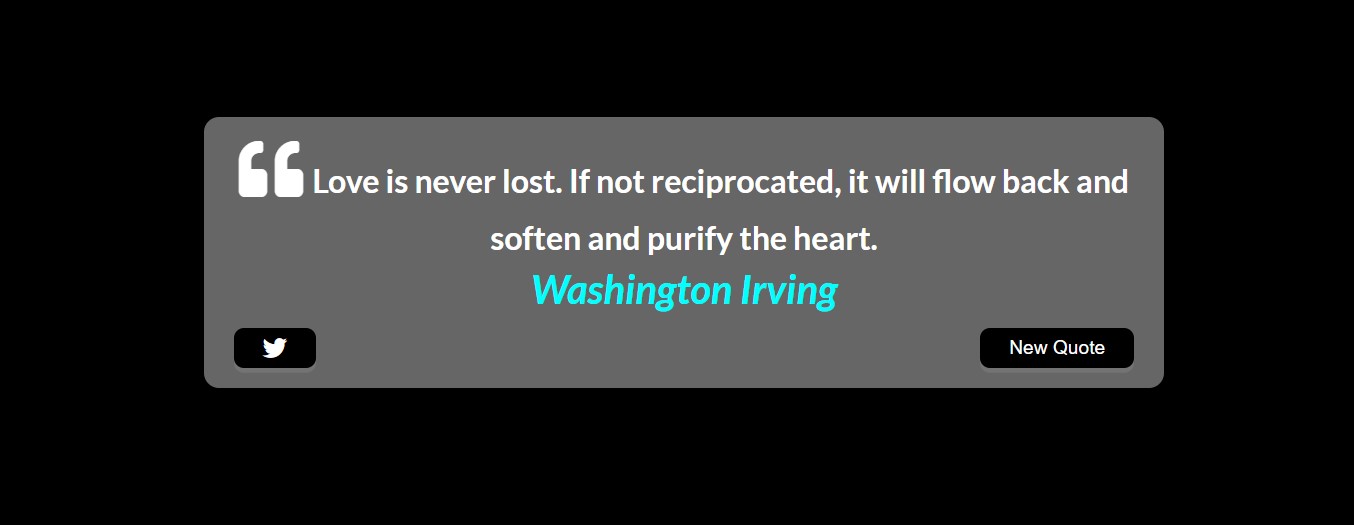 “ Love is never lost. If not reciprocated, it will flow back and
soften and purify the heart.
Washington Irving
New Quote